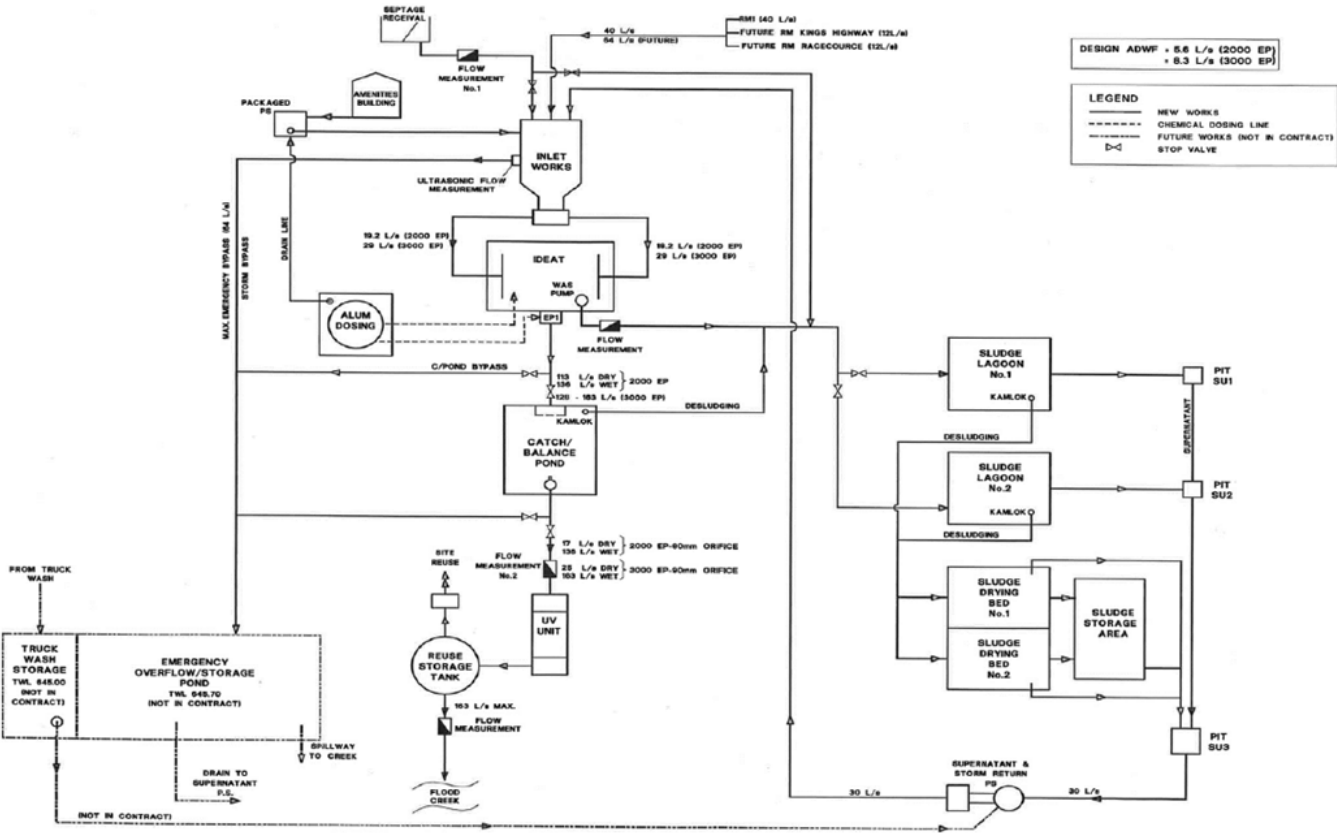 SEPTAGE
RECEIVAL
40 L/s
64 L/s (FUTURE)
RM1 (40 L/s)
FUTURE RM KINGS HIGHWAY (12L/s)
FUTURE RM RACECOURCE (12L/s)
DESIGN ADWF = 5.6 L/s (2000 EP)
= 8.3 L/s (3000 EP)
LEGEND
NEW WORKS
CHEMICAL DOSING LINE
FUTURE WORKS (NOT IN CONTRACT)
STOP VALVE
FLOW
MEASUREMENT
No.1
AMENITIES
BUILDING
PACKAGED
PS
INLET
WORKS
ULTRASONIC FLOW
MEASUREMENT
MAX. EMERGENCY BYPASS (64 L/s)
STORM BYPASS
DRAIN LINE
19.2 L/s (2000 EP)
29 L/s (3000 EP)
19.2 L/s (2000 EP)
29 L/s (3000 EP)
IDEAT
WAS
PUMP
EP1
ALUM
DOSING
FLOW
MEASUREMENT
C/POND BYPASS
113 L/s DRY
136 L/s WET
2000 EP
126 - 163 L/s (3000 EP)
KAMLOK
DESLUDGING
CATCH/
BALANCE
POND
SLUDGE
LAGOON
No.1
KAMLOK
PIT
SU1
DESLUDGING
SUPERNATANT
SLUDGE
LAGOON
No.2
KAMLOK
PIT
SU2
DESLUDGING
17 L/s DRY
136 L/s WET
2000 EP-90mm ORIFICE
25 L/s DRY
163 L/s WET
3000 EP-90mm ORIFICE
FLOW
MEASUREMENT
No.2
SITE
REUSE
UV
UNIT
REUSE
STORAGE
TANK
163 L/s MAX.
FLOW
MEASUREMENT
FLOOD
CREEK
SLUDGE
DRYING
BED
No.1
SLUDGE
DRYING
BED
No.2
SLUDGE
STORAGE
AREA
PIT
SU3
FROM TRUCK
WASH
TRUCK
WASH
STORAGE
TWL 645.00
(NOT IN
CONTRACT)
EMERGENCY
OVERFLOW/STORAGE
POND
TWL 645.70
(NOT IN CONTRACT)
SPILLWAY
TO CREEK
DRAIN TO
SUPERNATANT
P.S.
(NOT IN CONTRACT)
SUPERNATANT &
STORM RETURN
PS
30 L/s
30 L/s